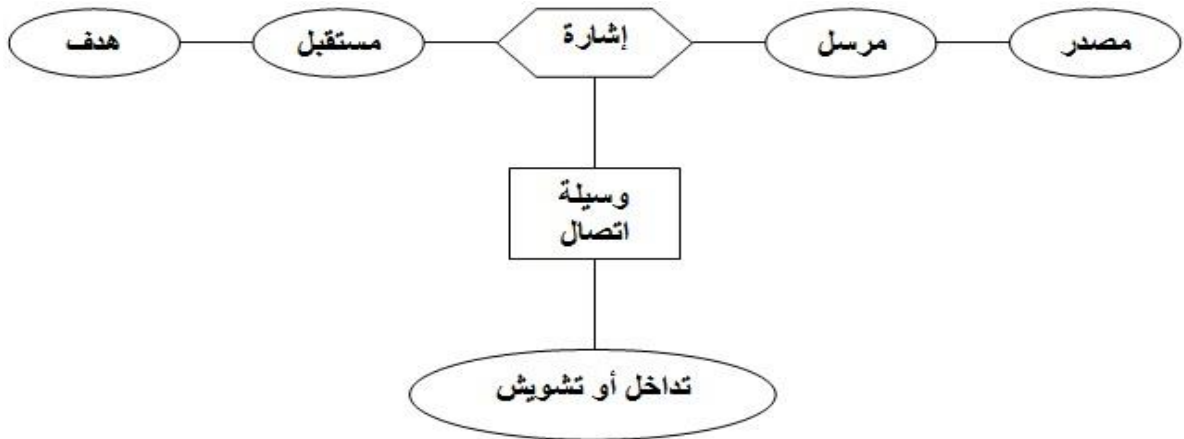 مصدر
مرسل
إشارة
مستقبل
هدف
وسيلة
اتصال
تداخل أو تشويش